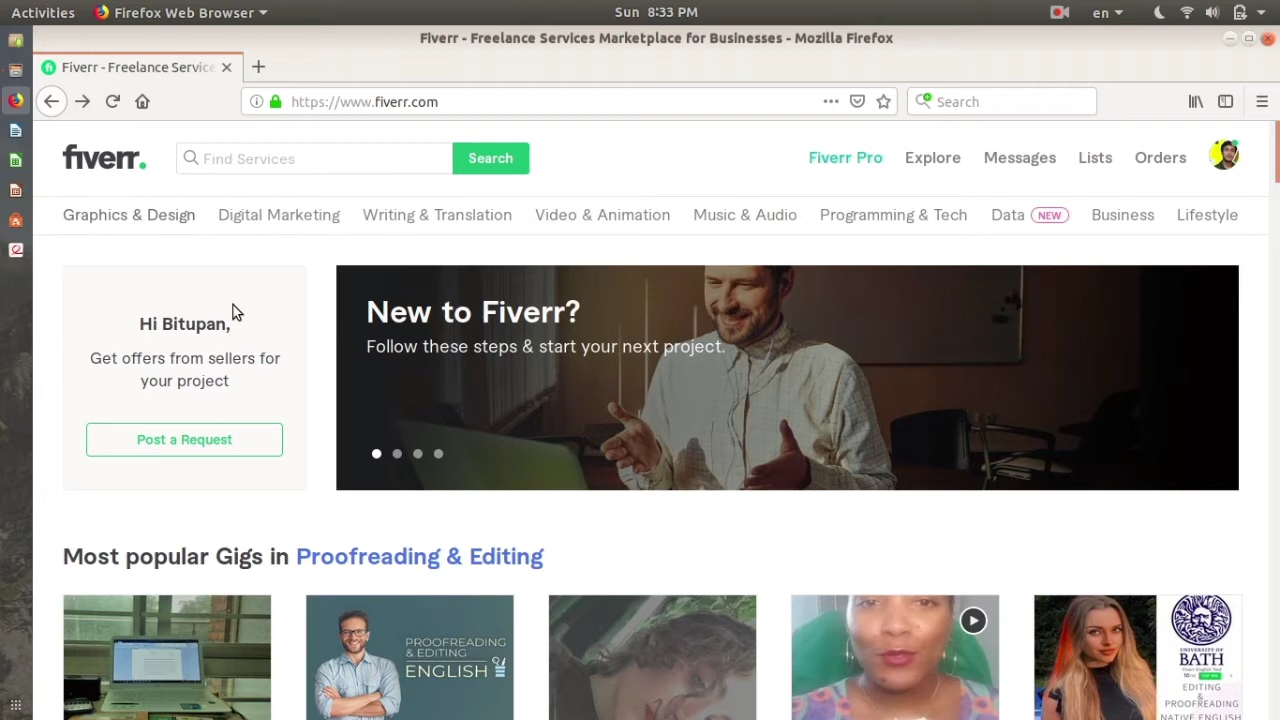 Activities
Firefox Web Browser
Sun 8:33 PM
en
Fiverr - Freelance Services Marketplace for Businesses - Mozilla Firefox
Fiverr - Freelance Service
https://www.fiverr.com
Search
fiverr.
Find Services
Search
Fiverr Pro
Explore
Messages
Lists
Orders
Graphics & Design
Digital Marketing
Writing & Translation
Video & Animation
Music & Audio
Programming & Tech
Data NEW
Business
Lifestyle
Hi Bitupan,
Get offers from sellers for
your project
Post a Request
New to Fiverr?
Follow these steps & start your next project.
Most popular Gigs in Proofreading & Editing
PROOFREADING
& EDITING
ENGLISH
UNIVERSITY OF
BATH
EDITING
&
PROOFREADING
NATIVE ENGLISH